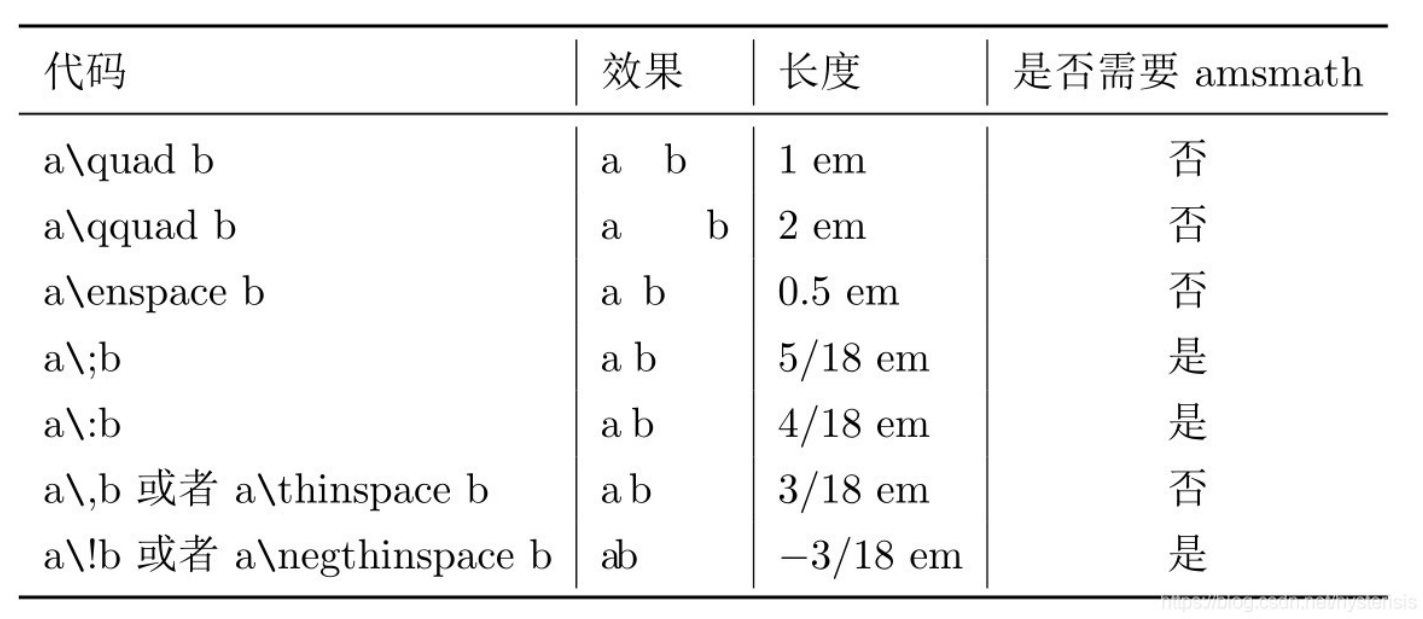 代码 效果 长度 是否需要 amsmath
a\quad b a b 1 em 否
a\qquad b a b 2 em 否
a\enspace b a b 0.5 em 否
a\;b a b 5/18 em 是
a\:b a b 4/18 em 是
a\,b 或者 a\thinspace b a b 3/18 em 否
a\!b 或者 a\negthinspace b ab −3/18 em 是
https://blog.csdn.net/hysterisis